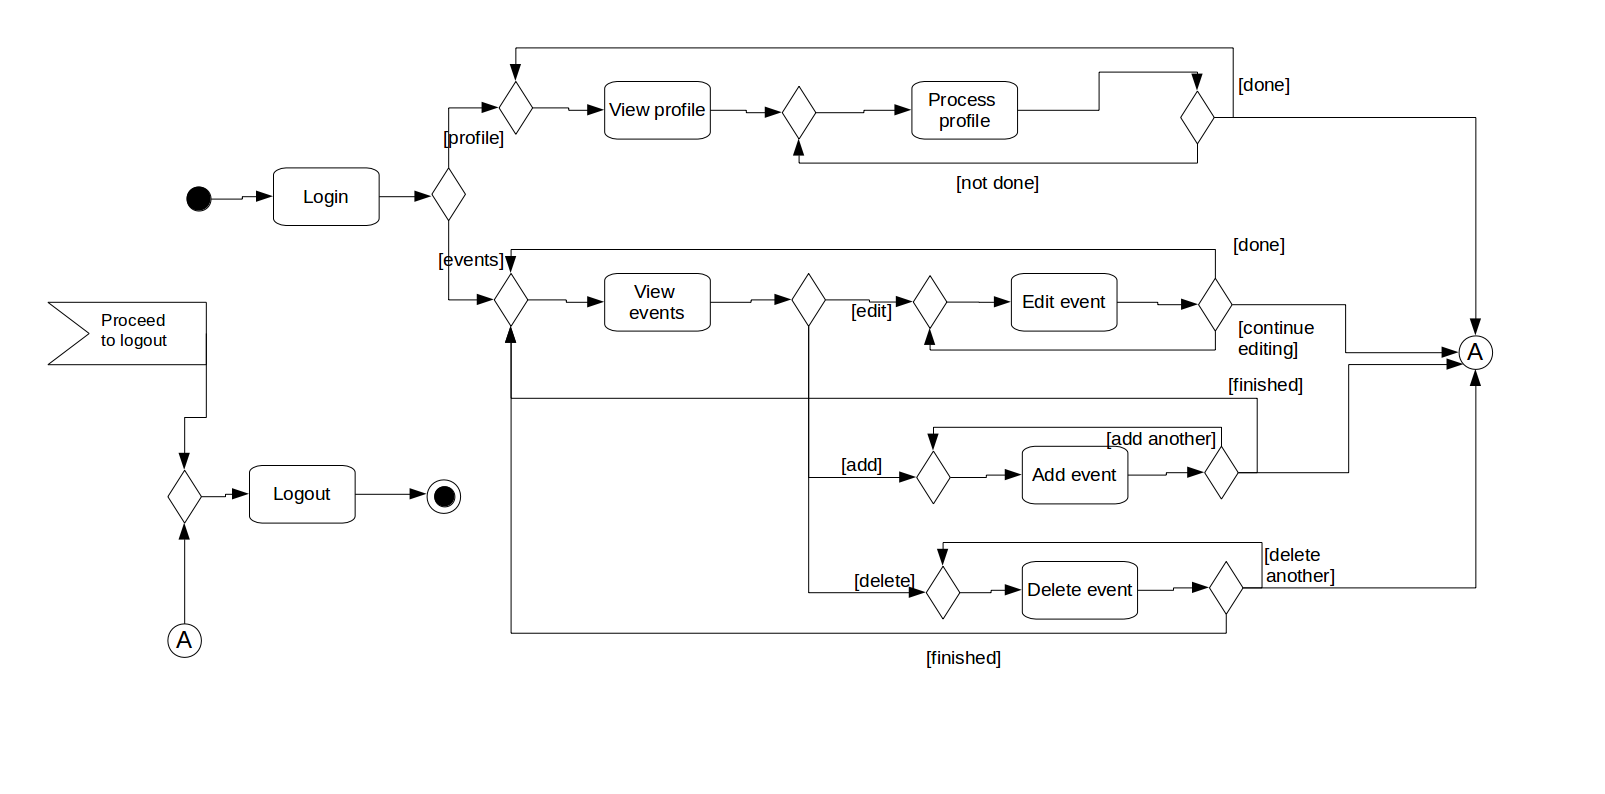 [done]
View profile
Process
profile
[profile]
[not done]
Login
[events]
[done]
View
events
[edit]
Edit event
[continue
editing]
Proceed
to logout
A
[finished]
[add another]
[add]
Add event
Logout
[delete
another]
[delete]
Delete event
A
[finished]